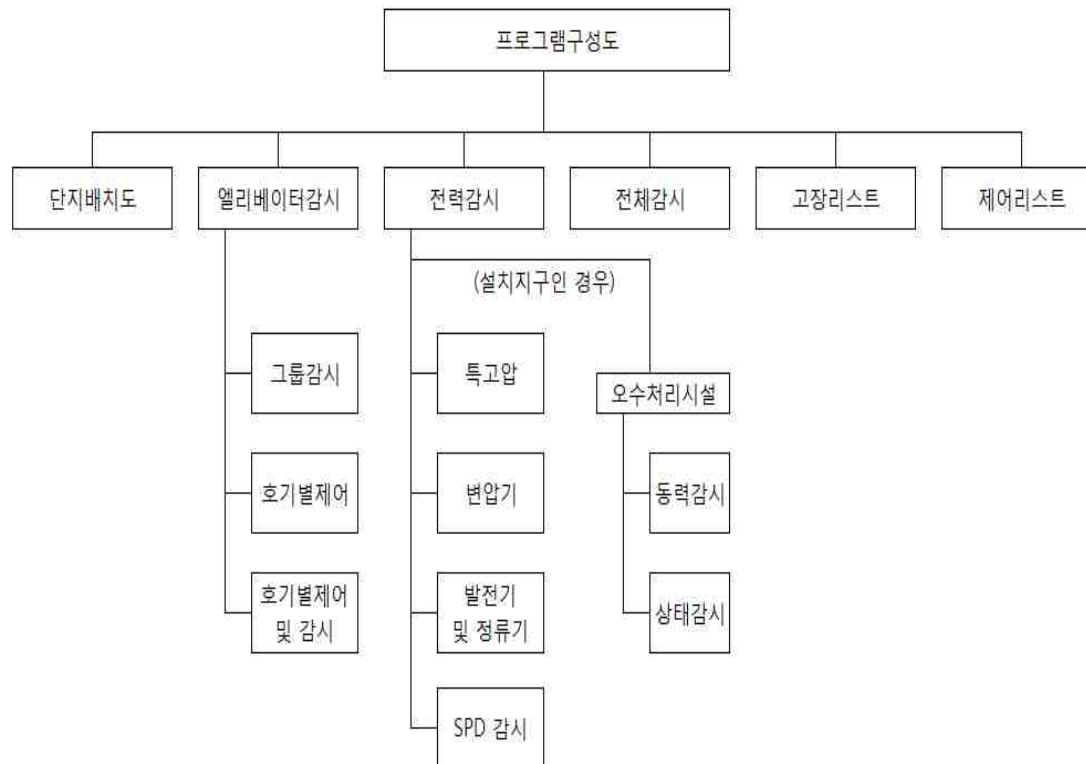 프로그램구성도
단지배치도
엘리베이터감시
전력감시
전체감시
고장리스트
제어리스트
(설치지구인 경우)
그룹감시
특고압
오수처리시설
호기별제어
변압기
동력감시
호기별제어
및 감시
발전기
및 정류기
상태감시
SPD 감시